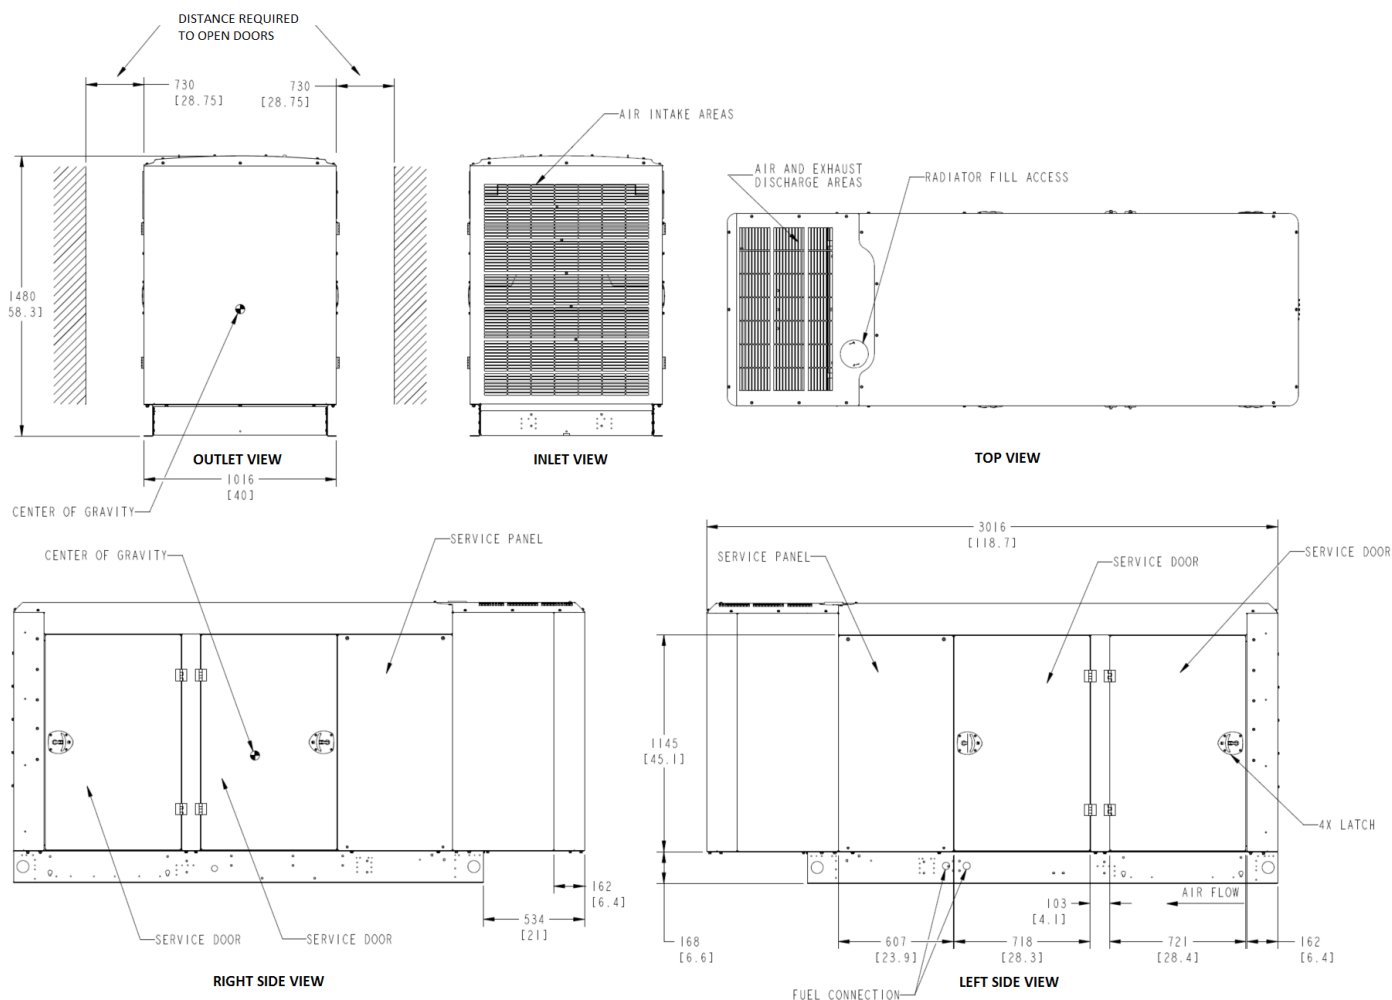 DISTANCE REQUIRED
TO OPEN DOORS
730
[28.75]
730
[28.75]
AIR INTAKE AREAS
AIR AND EXHAUST
DISCHARGE AREAS
RADIATOR FILL ACCESS
1480
58.3]
OUTLET VIEW
INLET VIEW
TOP VIEW
1016
[40]
CENTER OF GRAVITY
CENTER OF GRAVITY
SERVICE PANEL
3016
[118.7]
SERVICE PANEL
SERVICE DOOR
SERVICE DOOR
1145
[45.1]
4X LATCH
162
[6.4]
534
[21]
SERVICE DOOR
SERVICE DOOR
AIR FLOW
103
[4.1]
168
[6.6]
607
[23.9]
718
[28.3]
721
[28.4]
162
[6.4]
RIGHT SIDE VIEW
LEFT SIDE VIEW
FUEL CONNECTION